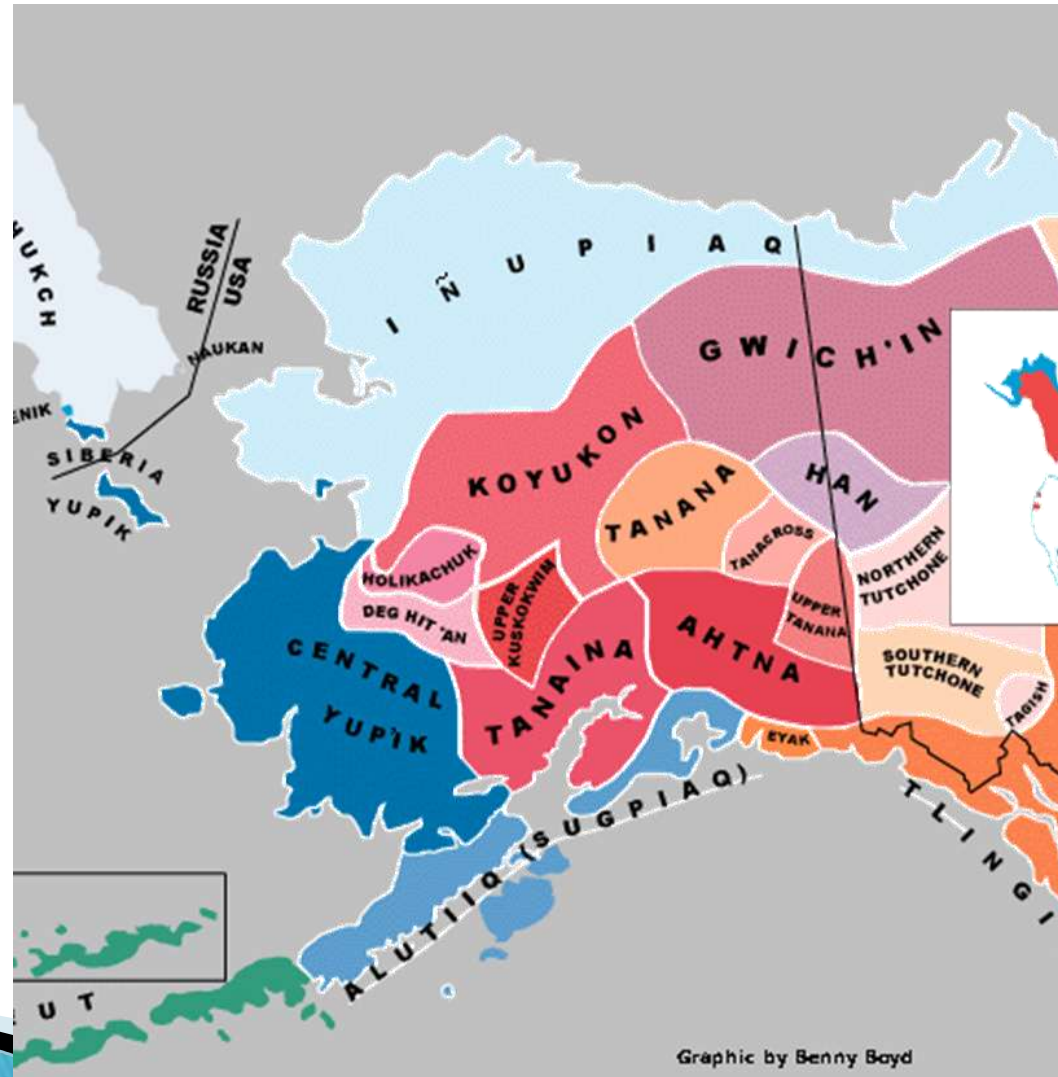 HUKCH
RUSSIA
USA
NAUKAN
ENIK
SIBERIA
YUPIK
IÑUPIAQ
GWICH'IN
KOYUKON
HAN
TANANA
TANACROSS
HOLIKACHUK
UPPER
KUSKOKWIM
DEG HIT'AN
UPPER
TANANA
NORTHERN
TUTCHONE
CENTRAL
YUP'IK
TANAINA
AHTNA
SOUTHERN
TUTCHONE
TAGISH
EYAK
ALUTIIQ (SUGPIAQ)
TLINGI
EUT
Graphic by Benny Boyd